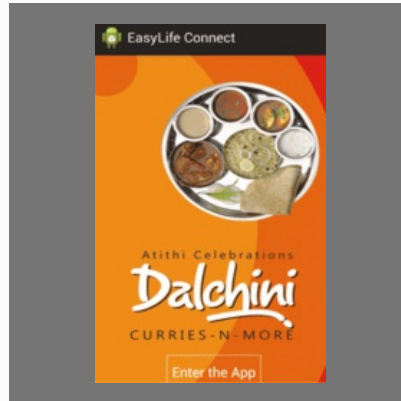 EasyLife Connect
Atithi Celebrations
Dalchini
CURRIES-N-MORE
Enter the App